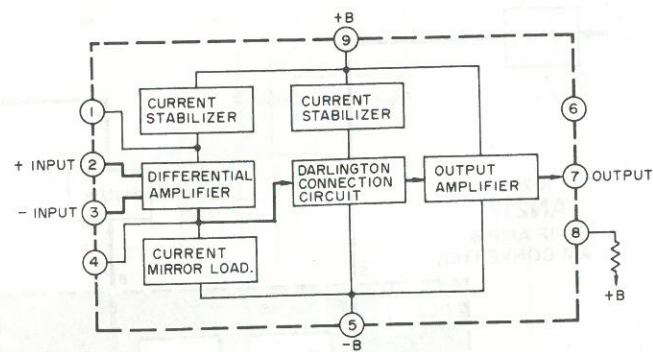 +B
9
1
CURRENT
STABILIZER
CURRENT
STABILIZER
6
+ INPUT
2
DIFFERENTIAL
AMPLIFIER
DARLINGTON
CONNECTION
CIRCUIT
OUTPUT
AMPLIFIER
7
OUTPUT
- INPUT
3
8
4
CURRENT
MIRROR LOAD.
+B
5
-B